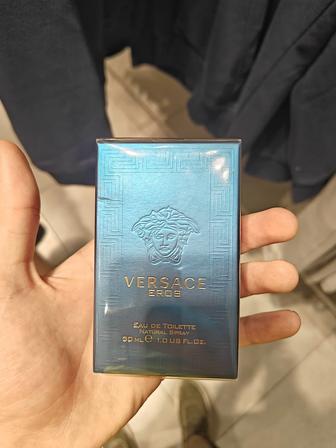 VERSACE
EROS
EAU DE TOILETTE
NATURAL SPRAY
30 ML ℮ 1.0 US FL.OZ.